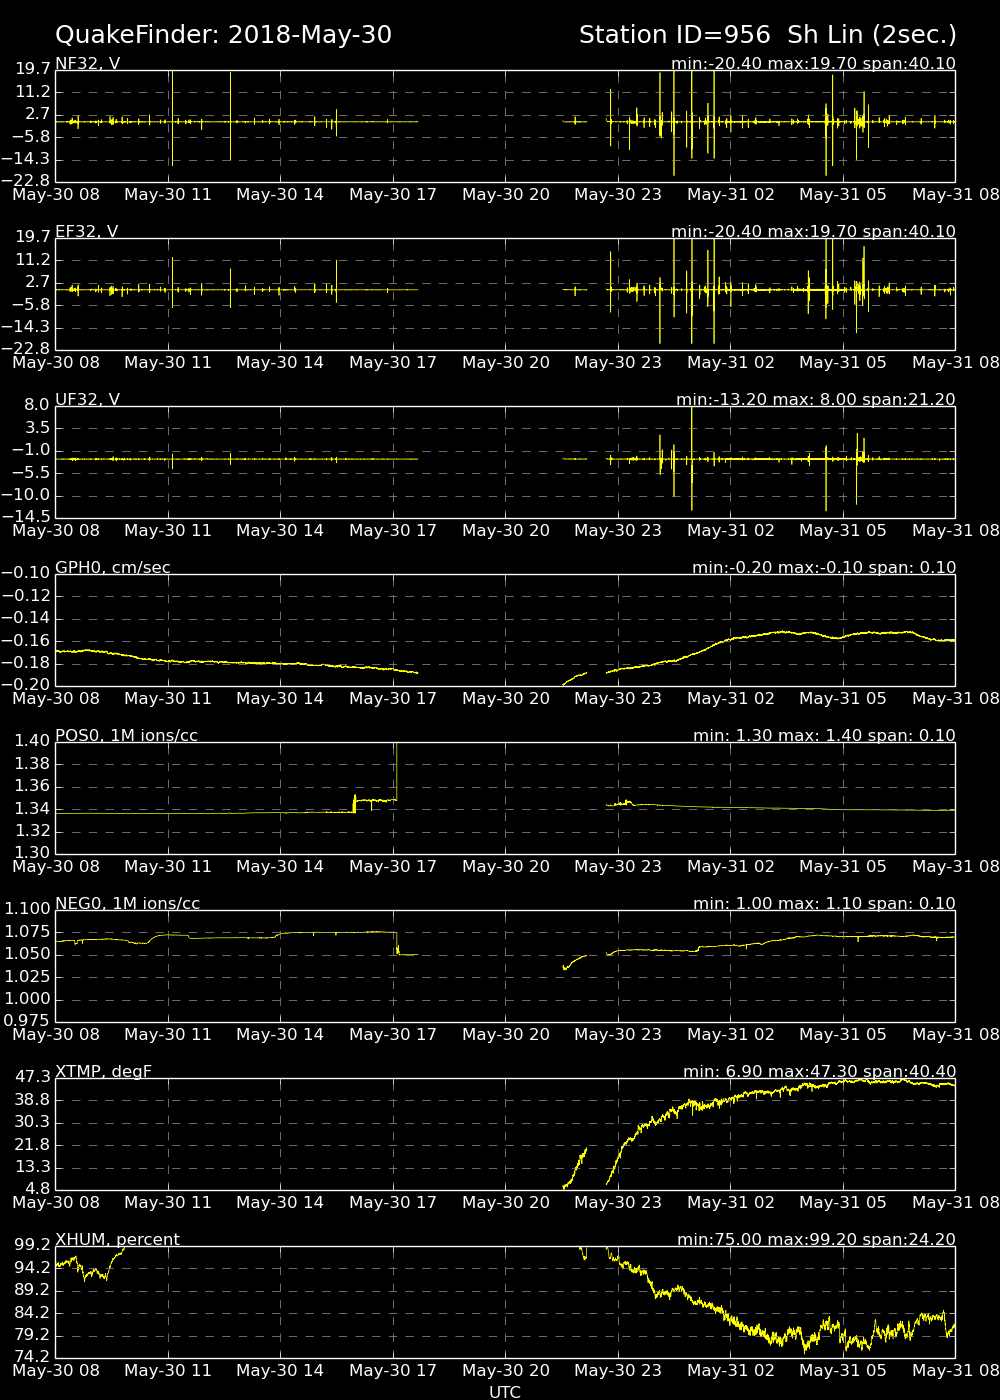 QuakeFinder: 2018-May-30 Station ID=956 Sh Lin (2sec.)
NF32, V min:-20.40 max:19.70 span:40.10
19.7
11.2
2.7
−5.8
−14.3
−22.8
May-30 08 May-30 11 May-30 14 May-30 17 May-30 20 May-30 23 May-31 02 May-31 05 May-31 08
EF32, V min:-20.40 max:19.70 span:40.10
19.7
11.2
2.7
−5.8
−14.3
−22.8
May-30 08 May-30 11 May-30 14 May-30 17 May-30 20 May-30 23 May-31 02 May-31 05 May-31 08
UF32, V min:-13.20 max: 8.00 span:21.20
8.0
3.5
−1.0
−5.5
−10.0
−14.5
May-30 08 May-30 11 May-30 14 May-30 17 May-30 20 May-30 23 May-31 02 May-31 05 May-31 08
GPH0, cm/sec min:-0.20 max:-0.10 span: 0.10
−0.10
−0.12
−0.14
−0.16
−0.18
−0.20
May-30 08 May-30 11 May-30 14 May-30 17 May-30 20 May-30 23 May-31 02 May-31 05 May-31 08
POS0, 1M ions/cc min: 1.30 max: 1.40 span: 0.10
1.40
1.38
1.36
1.34
1.32
1.30
May-30 08 May-30 11 May-30 14 May-30 17 May-30 20 May-30 23 May-31 02 May-31 05 May-31 08
NEG0, 1M ions/cc min: 1.00 max: 1.10 span: 0.10
1.100
1.075
1.050
1.025
1.000
0.975
May-30 08 May-30 11 May-30 14 May-30 17 May-30 20 May-30 23 May-31 02 May-31 05 May-31 08
XTMP, degF min: 6.90 max:47.30 span:40.40
47.3
38.8
30.3
21.8
13.3
4.8
May-30 08 May-30 11 May-30 14 May-30 17 May-30 20 May-30 23 May-31 02 May-31 05 May-31 08
XHUM, percent min:75.00 max:99.20 span:24.20
99.2
94.2
89.2
84.2
79.2
74.2
May-30 08 May-30 11 May-30 14 May-30 17 May-30 20 May-30 23 May-31 02 May-31 05 May-31 08
UTC